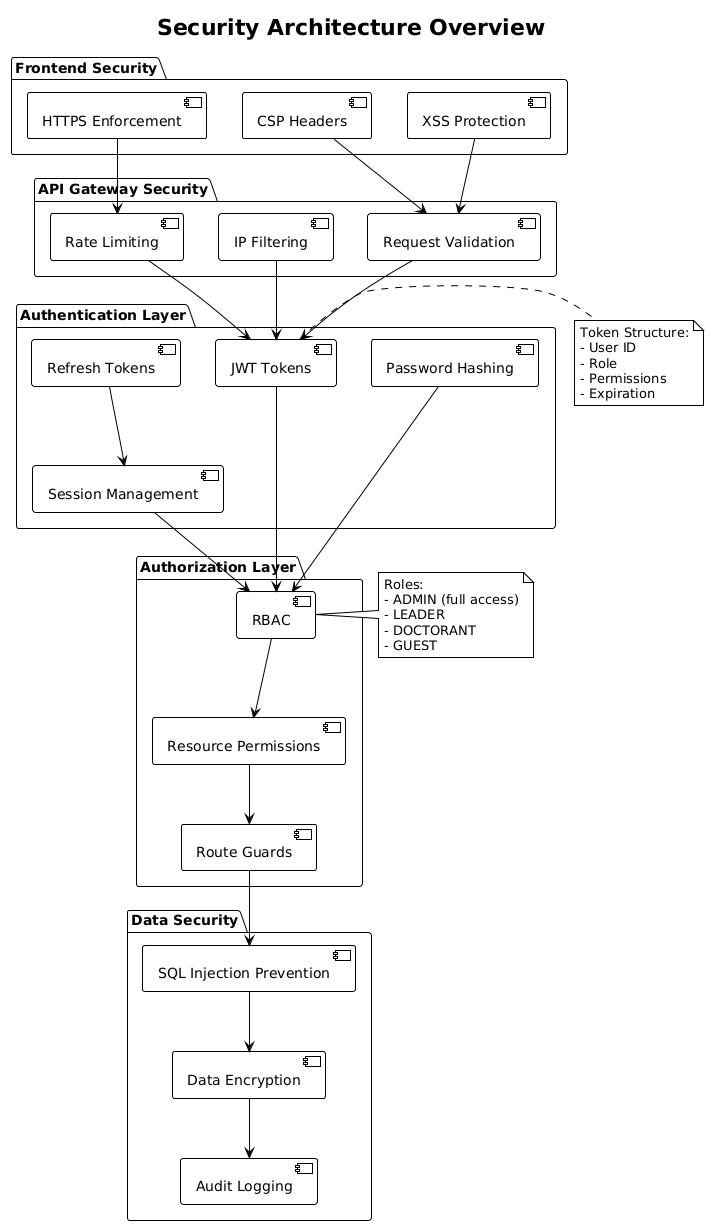 Security Architecture Overview
Frontend Security
HTTPS Enforcement
CSP Headers
XSS Protection
API Gateway Security
Rate Limiting
IP Filtering
Request Validation
Authentication Layer
Token Structure:
- User ID
- Role
- Permissions
- Expiration
Refresh Tokens
JWT Tokens
Password Hashing
Session Management
Authorization Layer
RBAC
Roles:
- ADMIN (full access)
- LEADER
- DOCTORANT
- GUEST
Resource Permissions
Route Guards
Data Security
SQL Injection Prevention
Data Encryption
Audit Logging